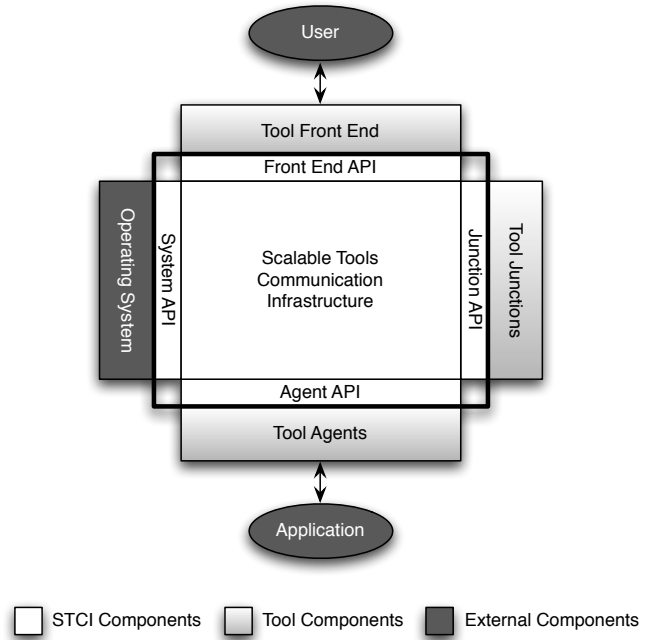 User
Tool Front End
Front End API
Operating System
System API
Scalable Tools
Communication
Infrastructure
Junction API
Tool Junctions
Agent API
Tool Agents
Application
STCI Components
Tool Components
External Components